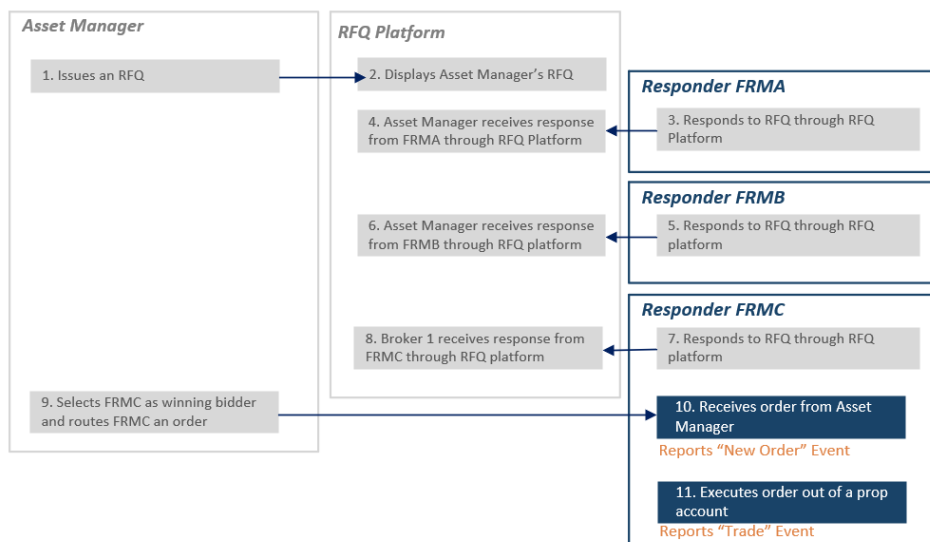 Asset Manager
RFQ Platform
1. Issues an RFQ
2. Displays Asset Manager's RFQ
Responder FRMA
4. Asset Manager receives response
from FRMA through RFQ Platform
3. Responds to RFQ through RFQ
Platform
Responder FRMB
6. Asset Manager receives response
from FRMB through RFQ platform
5. Responds to RFQ through RFQ
platform
Responder FRMC
8. Broker 1 receives response from
FRMC through RFQ platform
7. Responds to RFQ through RFQ
platform
9. Selects FRMC as winning bidder
and routes FRMC an order
10. Receives order from Asset
Manager
Reports “New Order” Event
11. Executes order out of a prop
account
Reports “Trade” Event